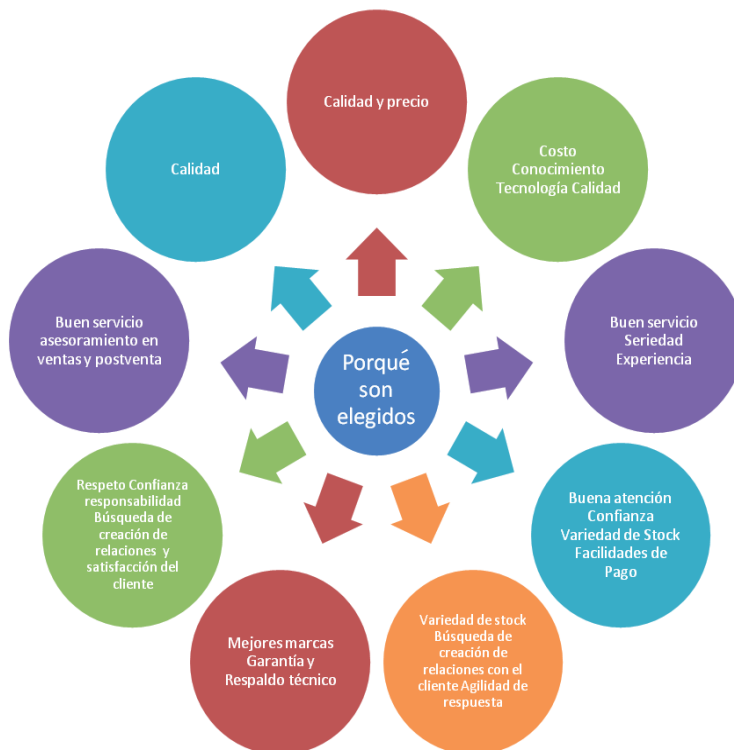 Calidad y precio
Costo
Conocimiento
Tecnología Calidad
Buen servicio
Seriedad
Experiencia
Buena atención
Confianza
Variedad de Stock
Facilidades de
Pago
Variedad de stock
Búsqueda de
creación de
relaciones con el
cliente Agilidad de
respuesta
Mejores marcas
Garantía y
Respaldo técnico
Respeto Confianza
responsabilidad
Búsqueda de
creación de
relaciones y
satisfacción del
cliente
Buen servicio
asesoramiento en
ventas y postventa
Calidad
Porqué
son
elegidos